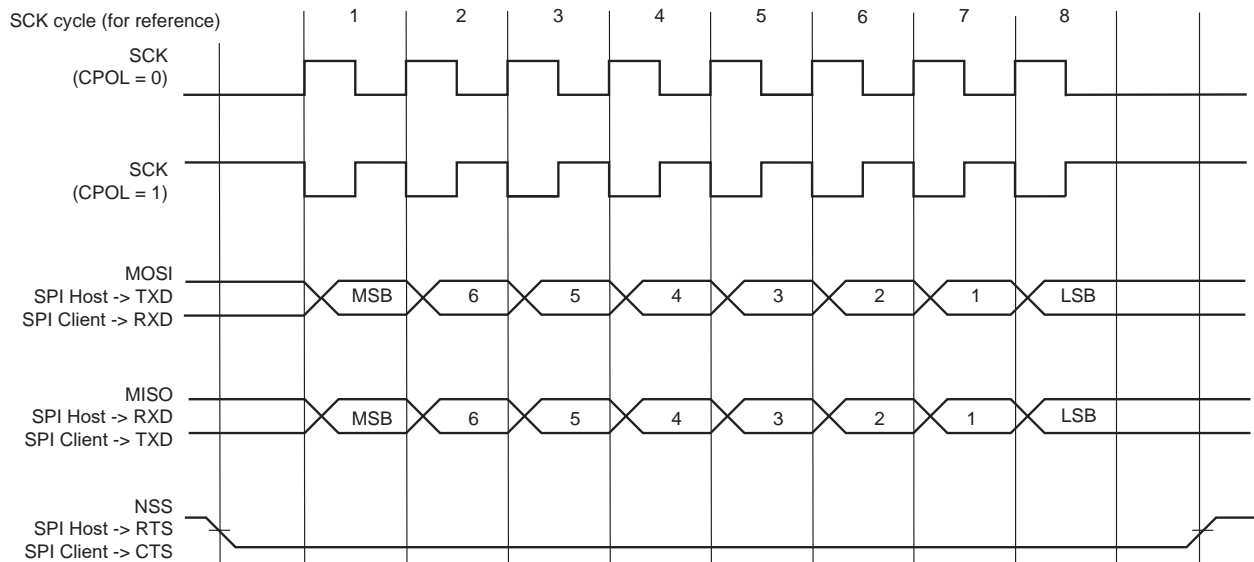 SCK cycle (for reference)
1 2 3 4 5 6 7 8
SCK
(CPOL = 0)
SCK
(CPOL = 1)
MOSI
SPI Host -> TXD
SPI Client -> RXD
MSB 6 5 4 3 2 1 LSB
MISO
SPI Host -> RXD
SPI Client -> TXD
MSB 6 5 4 3 2 1 LSB
NSS
SPI Host -> RTS
SPI Client -> CTS